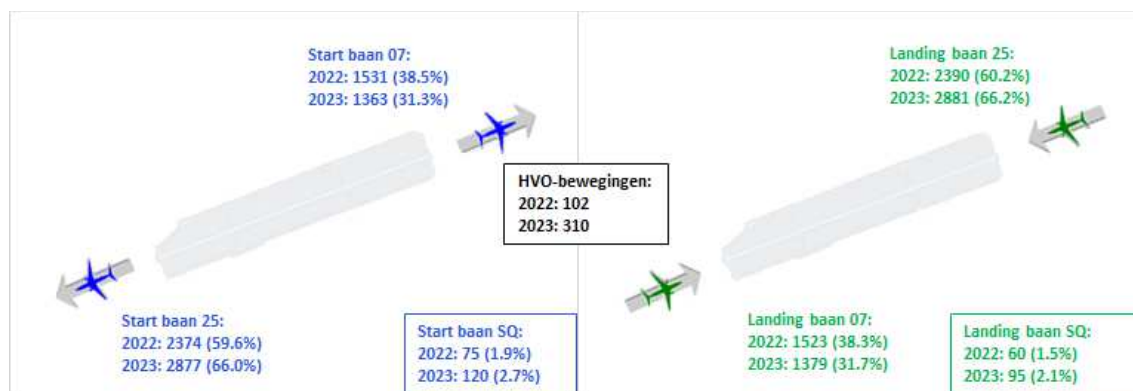 Start baan 07:
2022: 1531 (38.5%)
2023: 1363 (31.3%)
Landing baan 25:
2022: 2390 (60.2%)
2023: 2881 (66.2%)
HVO-bewegingen:
2022: 102
2023: 310
Start baan 25:
2022: 2374 (59.6%)
2023: 2877 (66.0%)
Start baan SQ:
2022: 75 (1.9%)
2023: 120 (2.7%)
Landing baan 07:
2022: 1523 (38.3%)
2023: 1379 (31.7%)
Landing baan SQ:
2022: 60 (1.5%)
2023: 95 (2.1%)